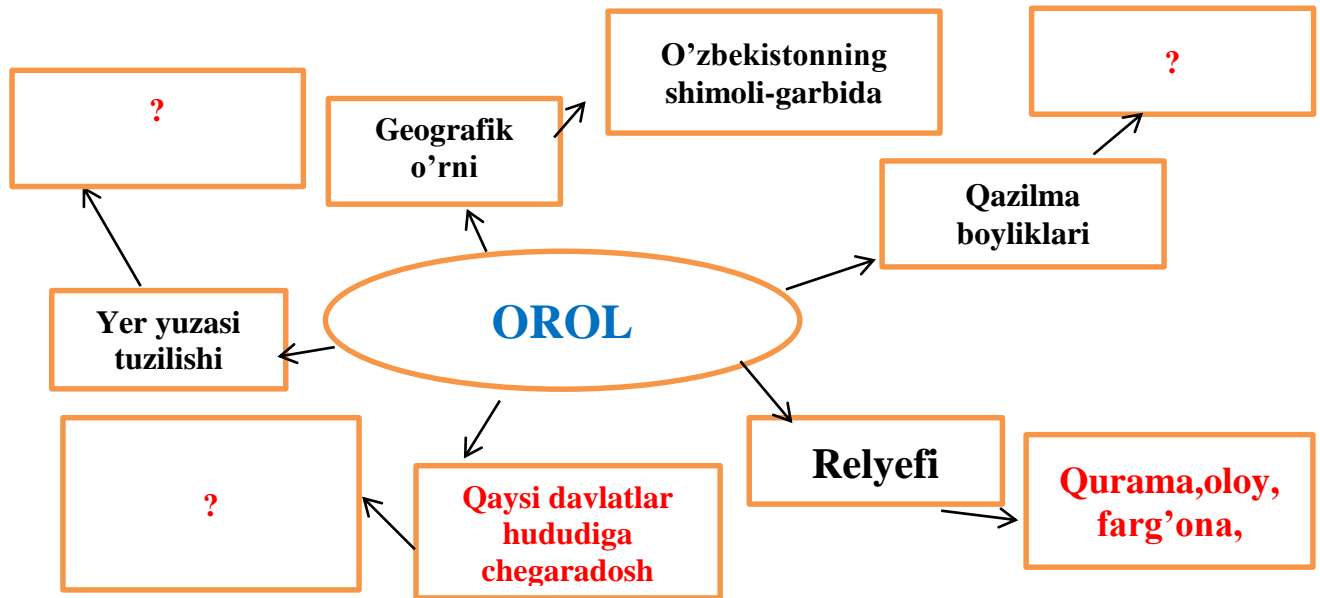 ?
Geografik
o’rni
O’zbekistonning
shimoli-garbida
?
Qazilma
boyliklari
Yer yuzasi
tuzilishi
OROL
?
Qaysi davlatlar
hududiga
chegaradosh
Relyefi
Qurama,oloy,
farg’ona,